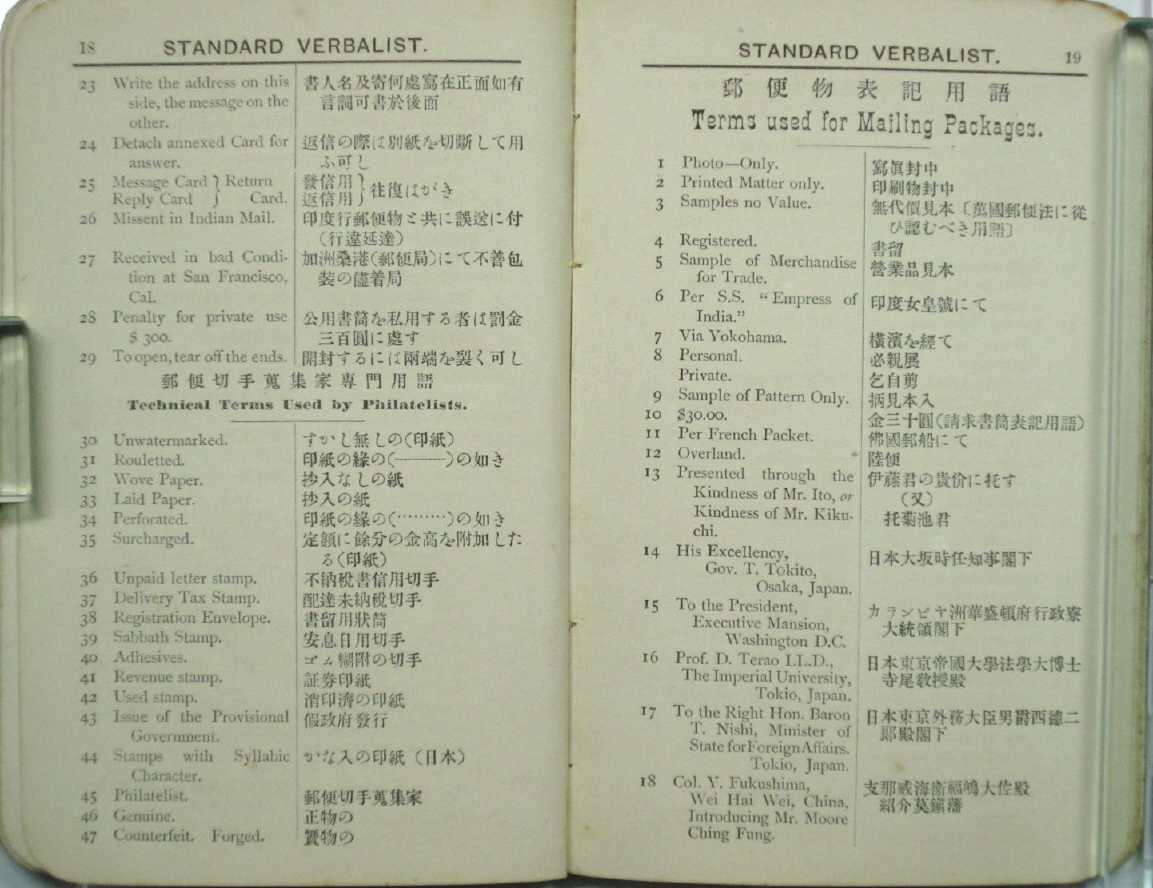 18 STANDARD VERBALIST.
23 Write the address on this 書人名及寄何處寫在正面如有
side, the message on the 言詞可書於後面
other.
24 Detach annexed Card for 返信の際は別紙を切斷して用
answer. ふ可し
25 Message Card } Return 發信用 } 往復はがき
Reply Card } Card. 返信用 }
26 Missent in Indian Mail. 印度行郵便物と共に誤送に付
(行違延達)
27 Received in bad Condi- 加洲桑港(郵便局)にて不善包
tion at San Francisco, 裝の儘着局
Cal.
28 Penalty for private use 公用書筒を私用する者は罰金
$ 300. 三百圓に處す
29 To open, tear off the ends. 開封するには兩端を裂く可し
郵便切手蒐集家專門用語
Technical Terms Used by Philatelists.
30 Unwatermarked. すかし無しの(印紙)
31 Rouletted. 印紙の緣の(———)の如き
32 Wove Paper. 抄入なしの紙
33 Laid Paper. 抄入の紙
34 Perforated. 印紙の緣の(………)の如き
35 Surcharged. 定額に餘分の金高を附加した
る(印紙)
36 Unpaid letter stamp. 不納稅書信用切手
37 Delivery Tax Stamp. 配達未納稅切手
38 Registration Envelope. 書留用狀筒
39 Sabbath Stamp. 安息日用切手
40 Adhesives. ゴム糊附の切手
41 Revenue stamp. 証券印紙
42 Used stamp. 消印濟の印紙
43 Issue of the Provisional 假政府發行
Government.
44 Stamps with Syllabic かな入の印紙(日本)
Character.
45 Philatelist. 郵便切手蒐集家
46 Genuine. 正物の
47 Counterfeit. Forged. 贋物の
STANDARD VERBALIST. 19
郵便物表記用語
Terms used for Mailing Packages.
1 Photo—Only. 寫眞封中
2 Printed Matter only. 印刷物封中
3 Samples no Value. 無代價見本〔萬國郵便法に從
ひ認むべき用語〕
4 Registered. 書留
5 Sample of Merchandise 營業品見本
for Trade.
6 Per S.S. "Empress of 印度女皇號にて
India."
7 Via Yokohama. 橫濱を經て
8 Personal. 必親展
Private. 乞自剪
9 Sample of Pattern Only. 柄見本入
10 $30.00. 金三十圓(請求書筒表記用語)
11 Per French Packet. 佛國郵船にて
12 Overland. 陸便
13 Presented through the 伊藤君の貴价に托す
Kindness of Mr. Ito, or (又)
Kindness of Mr. Kiku- 托菊池君
chi.
14 His Excellency, 日本大坂時任知事閣下
Gov. T. Tokito,
Osaka, Japan.
15 To the President, カランビヤ洲華盛頓府行政寮
Executive Mansion, 大統領閣下
Washington D.C.
16 Prof. D. Terao LL.D., 日本東京帝國大學法學大博士
The Imperial University, 寺尾敎授殿
Tokio, Japan.
17 To the Right Hon. Baron 日本東京外務大臣男爵西德二
T. Nishi, Minister of 郎殿閣下
State for Foreign Affairs.
Tokio, Japan.
18 Col. Y. Fukushima, 支那威海衛福嶋大佐殿
Wei Hai Wei, China, 紹介莫鎭藩
Introducing Mr. Moore
Ching Fung.